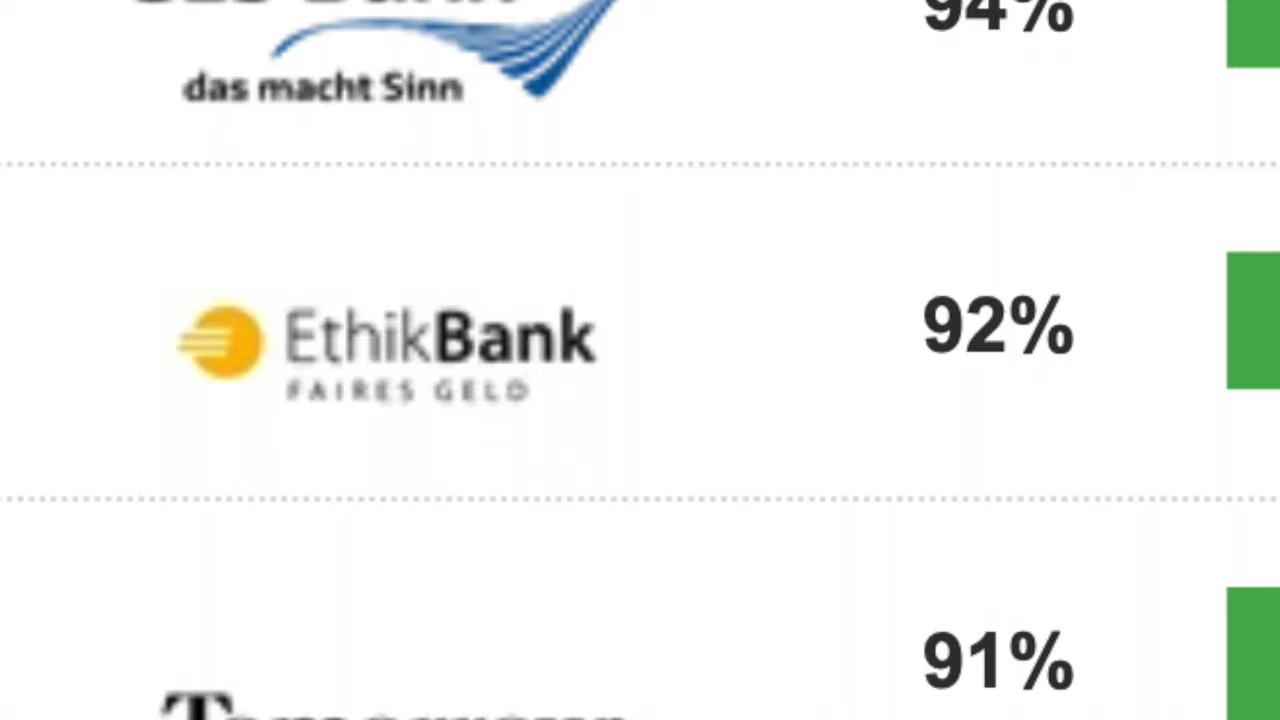 94%
das macht Sinn
EthikBank
FAIRES GELD
92%
91%